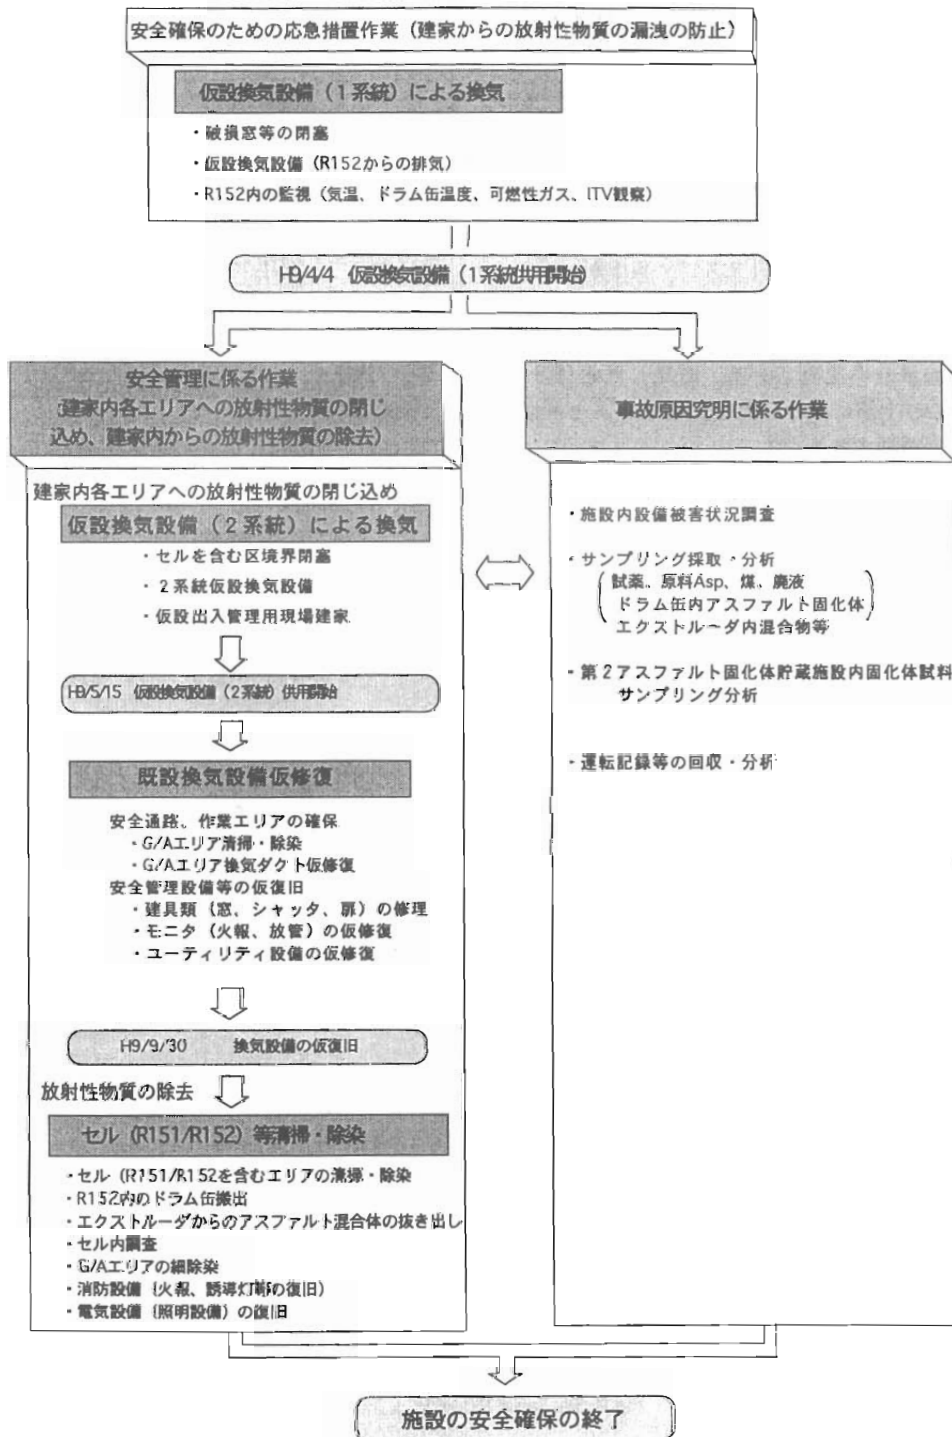 安全確保のための応急措置作業（建家からの放射性物質の漏洩の防止）
仮設換気設備（1系統）による換気
・破損窓等の閉塞
・仮設換気設備（R152からの排気）
・R152内の監視（気温、ドラム缶温度、可燃性ガス、ITV観察）
H9/4/4 仮設換気設備（1系統供用開始）
安全管理に係る作業
（建家内各エリアへの放射性物質の閉じ
込め、建家内からの放射性物質の除去）
建家内各エリアへの放射性物質の閉じ込め
仮設換気設備（2系統）による換気
・セルを含む区境界閉塞
・2系統仮設換気設備
・仮設出入管理用現場建家
H9/5/15 仮設換気設備（2系統）供用開始
既設換気設備仮修復
安全通路、作業エリアの確保
・G/Aエリア清掃・除染
・G/Aエリア換気ダクト仮修復
安全管理設備等の仮復旧
・建具類（窓、シャッタ、扉）の修理
・モニタ（火報、放管）の仮修復
・ユーティリティ設備の仮修復
H9/9/30 換気設備の仮復旧
放射性物質の除去
セル（R151/R152）等清掃・除染
・セル（R151/R152を含むエリアの清掃・除染
・R152内のドラム缶搬出
・エクストルーダからのアスファルト混合体の抜き出し
・セル内調査
・G/Aエリアの細除染
・消防設備（火報、誘導灯等の復旧）
・電気設備（照明設備）の復旧
事故原因究明に係る作業
・施設内設備被害状況調査
・サンプリング採取・分析
（試薬、原料Asp、煤、廃液
ドラム缶内アスファルト固化体
エクストルーダ内混合物等）
・第2アスファルト固化体貯蔵施設内固化体試料
サンプリング分析
・運転記録等の回収・分析
施設の安全確保の終了